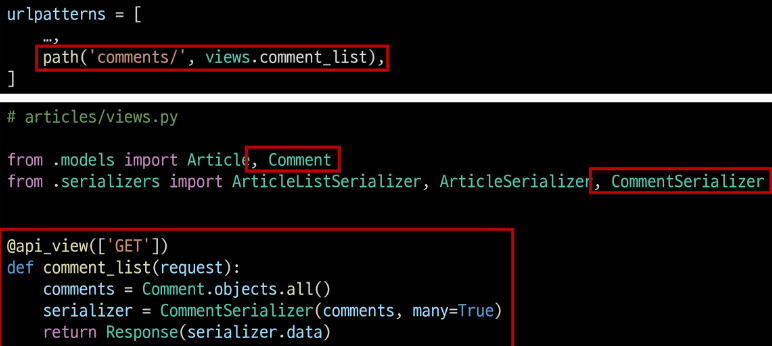 urlpatterns = [
…,
path('comments/', views.comment_list),
]
# articles/views.py
from .models import Article, Comment
from .serializers import ArticleListSerializer, ArticleSerializer, CommentSerializer
@api_view(['GET'])
def comment_list(request):
comments = Comment.objects.all()
serializer = CommentSerializer(comments, many=True)
return Response(serializer.data)